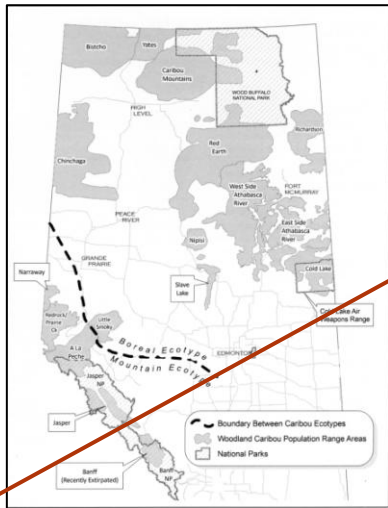 Bistcho
Yates
Caribou
Mountains
WOOD BUFFALO
NATIONAL PARK
HIGH
LEVEL
Richardson
Red
Earth
Chinchaga
West Side
Athabasca
River
FORT
MCMURRAY
PEACE
RIVER
East Side
Athabasca
River
Nipisi
GRANDE
PRAIRIE
Cold Lake
Narraway
Slave
Lake
Cold Lake Air
Weapons Range
Redrock/
Prairie
Ck
Little
Smoky
A La
Peche
Boreal Ecotype
Mountain Ecotype
EDMONTON
Jasper
NP
Jasper
Boundary Between Caribou Ecotypes
Woodland Caribou Population Range Areas
National Parks
Banff
(Recently Extirpated)
Banff
NP